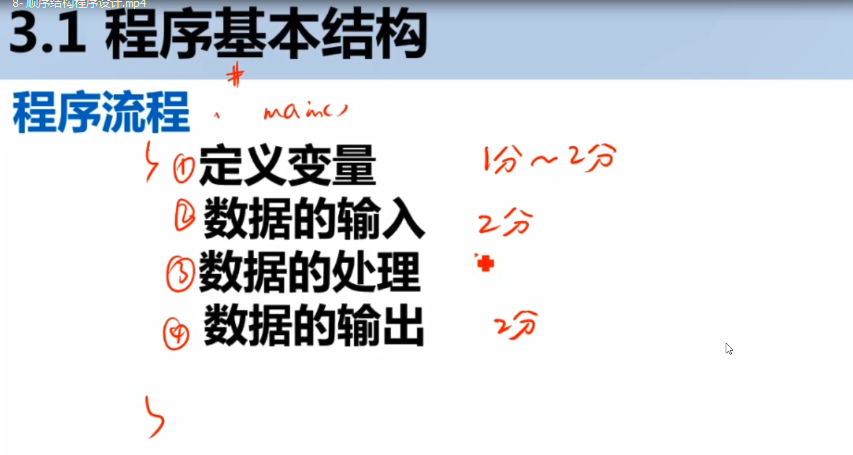 8- 顺序结构程序设计.mp4
3.1 程序基本结构
#
程序流程 main()
① 定义变量 1分~2分
② 数据的输入 2分
③ 数据的处理
④ 数据的输出 2分